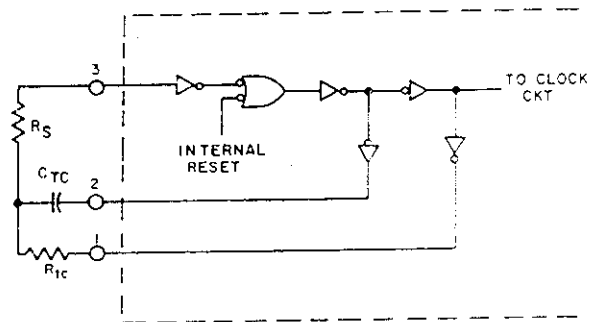 3
TO CLOCK
CKT
RS
INTERNAL
RESET
CTC
2
1
Rtc